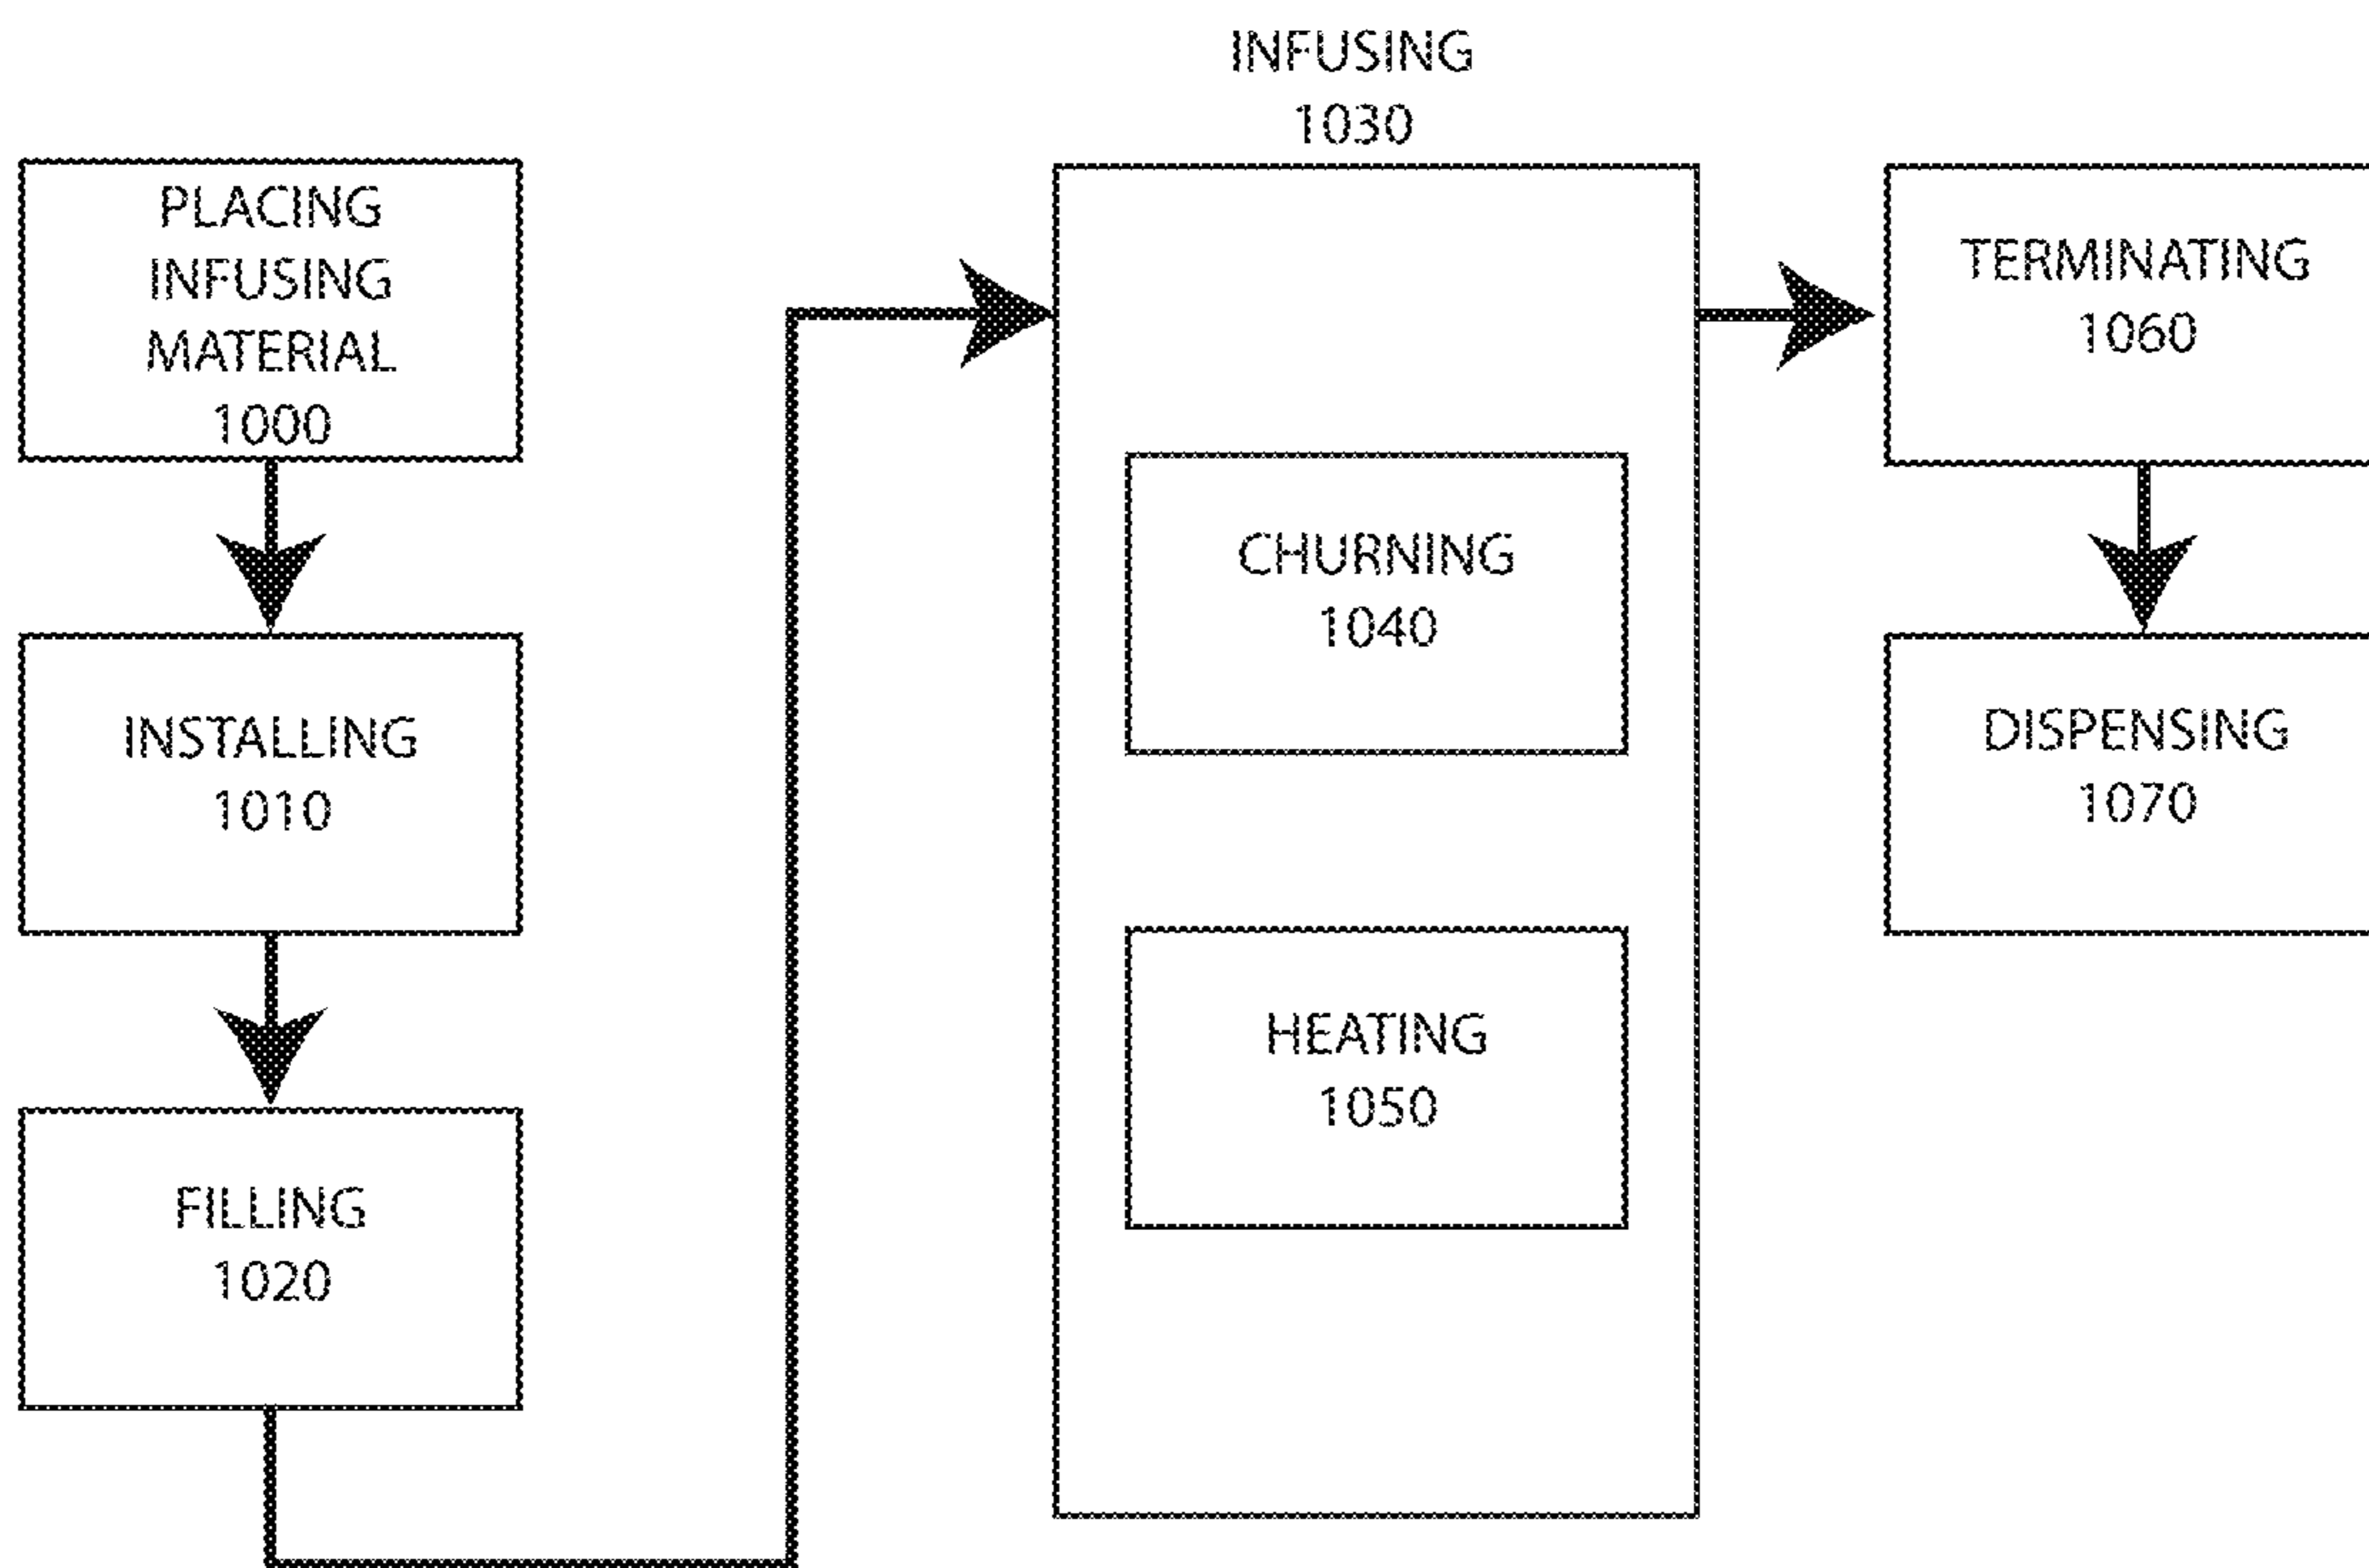 PLACING
INFUSING
MATERIAL
1000
INSTALLING
1010
FILLING
1020
INFUSING
1030
CHURNING
1040
HEATING
1050
TERMINATING
1060
DISPENSING
1070